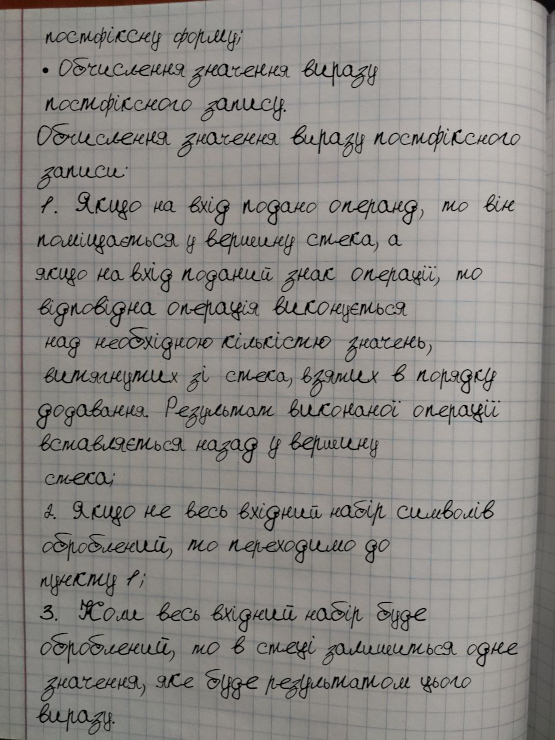 постфіксну форму;
• Обчислення значення виразу
постфіксного запису.
Обчислення значення виразу постфіксного
записи:
1. Якщо на вхід подано операнд, то він
поміщається у вершину стека, а
якщо на вхід поданий знак операції, то
відповідна операція виконується
над необхідною кількістю значень,
витягнутих зі стека, взятих в порядку
додавання. Результат виконаної операції
вставляється назад у вершину
стека;
2. Якщо не весь вхідний набір символів
оброблений, то переходимо до
пункту 1;
3. Коли весь вхідний набір буде
оброблений, то в стеці залишиться одне
значення, яке буде результатом цього
виразу.